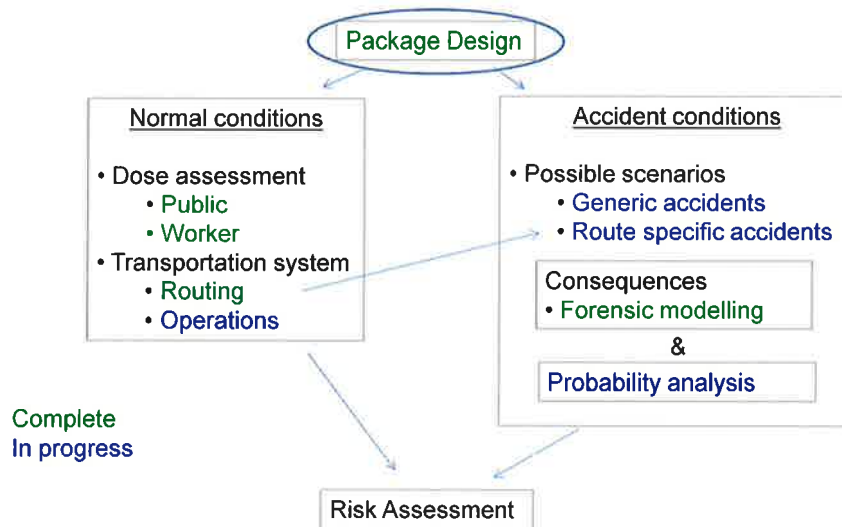 Package Design
Normal conditions
• Dose assessment
• Public
• Worker
• Transportation system
• Routing
• Operations
Accident conditions
• Possible scenarios
• Generic accidents
• Route specific accidents
Consequences
• Forensic modelling
&
Probability analysis
Complete
In progress
Risk Assessment